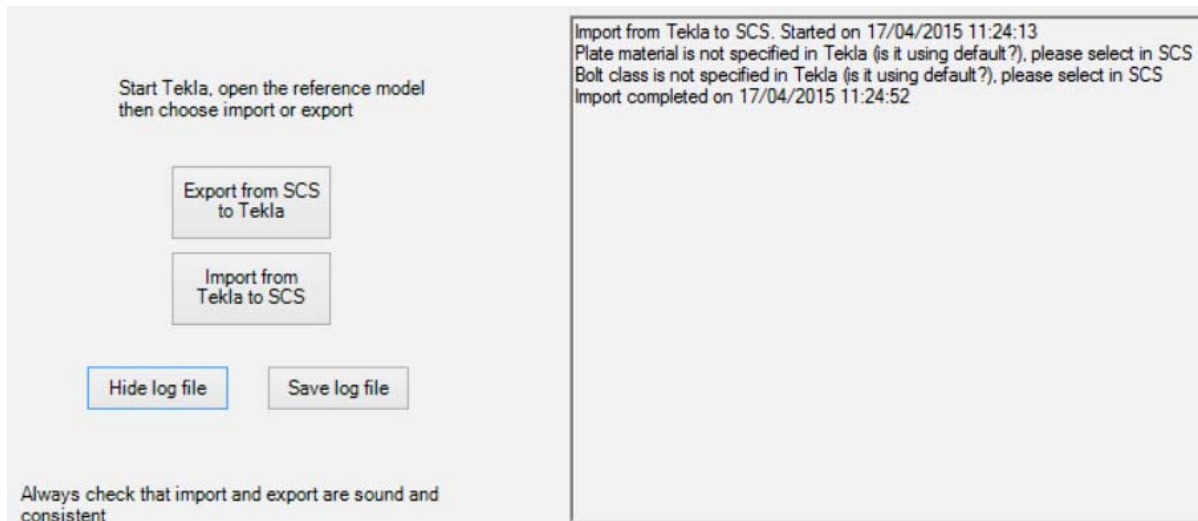 Start Tekla, open the reference model
then choose import or export
Export from SCS
to Tekla
Import from
Tekla to SCS
Hide log file
Save log file
Always check that import and export are sound and
consistent
Import from Tekla to SCS. Started on 17/04/2015 11:24:13
Plate material is not specified in Tekla (is it using default?), please select in SCS
Bolt class is not specified in Tekla (is it using default?), please select in SCS
Import completed on 17/04/2015 11:24:52